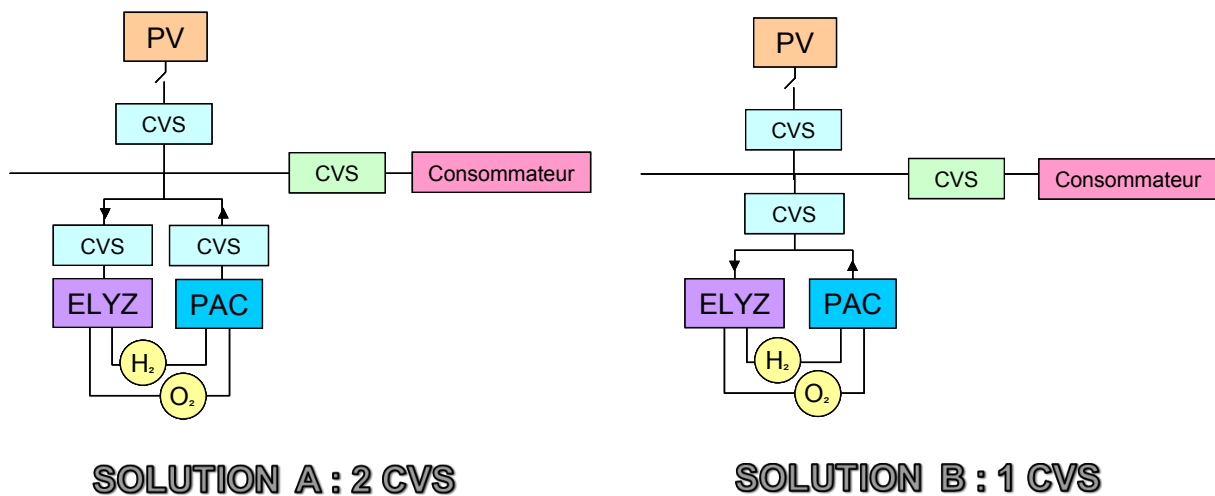 PV
CVS
CVS
Consommateur
CVS
CVS
ELYZ
PAC
H₂
O₂
SOLUTION A : 2 CVS
PV
CVS
CVS
Consommateur
CVS
ELYZ
PAC
H₂
O₂
SOLUTION B : 1 CVS